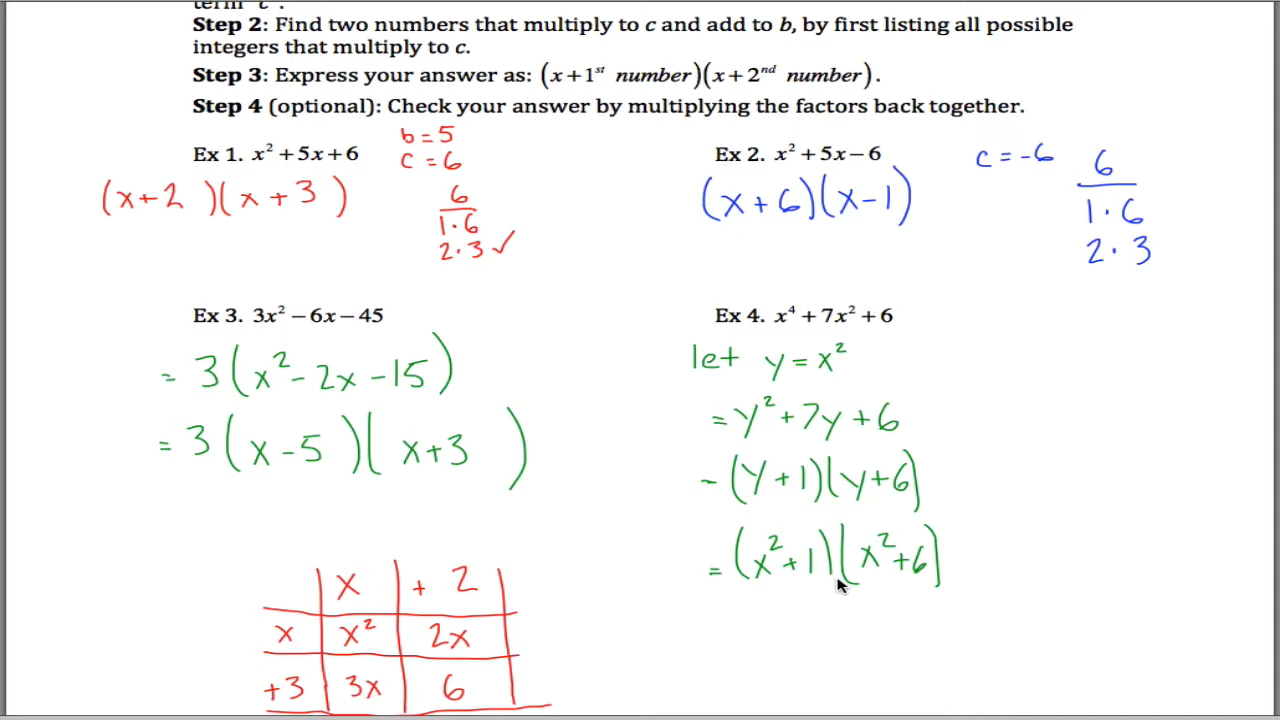 term "c".
Step 2: Find two numbers that multiply to c and add to b, by first listing all possible
integers that multiply to c.
Step 3: Express your answer as: (x+1ˢᵗ number)(x+2ⁿᵈ number).
Step 4 (optional): Check your answer by multiplying the factors back together.
Ex 1. x² + 5x + 6
b = 5
c = 6
(x+2)(x+3)
6
1·6
2·3 ✓
Ex 2. x² + 5x − 6
c = -6
(x+6)(x-1)
6
1·6
2·3
Ex 3. 3x² − 6x − 45
= 3(x² - 2x - 15)
= 3(x-5)(x+3)
Ex 4. x⁴ + 7x² + 6
let y = x²
= y² + 7y + 6
- (y+1)(y+6)
= (x²+1)(x²+6)
x + 2
x x² 2x
+3 3x 6